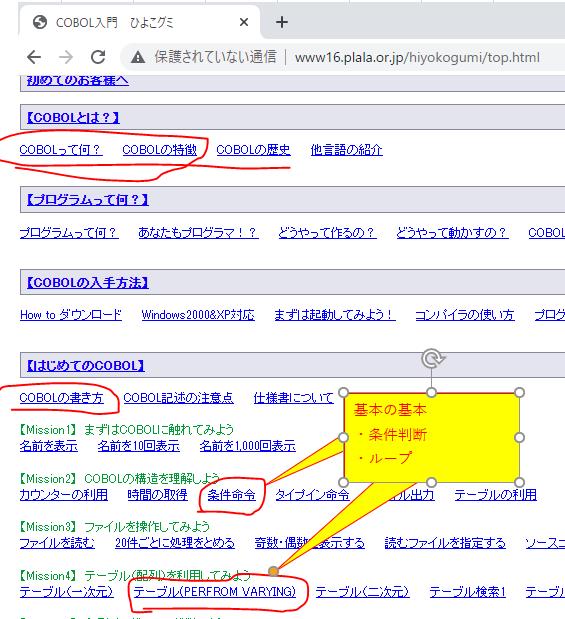 COBOL入門 ひよこグミ
保護されていない通信 | www16.plala.or.jp/hiyokogumi/top.html
初めてのお客様へ
【COBOLとは？】
COBOLって何？ COBOLの特徴 COBOLの歴史 他言語の紹介
【プログラムって何？】
プログラムって何？ あなたもプログラマ！？ どうやって作るの？ どうやって動かすの？ COBO
【COBOLの入手方法】
How to ダウンロード Windows2000&XP対応 まずは起動してみよう！ コンパイラの使い方 プログ
【はじめてのCOBOL】
COBOLの書き方 COBOL記述の注意点 仕様書について
基本の基本
・条件判断
・ループ
【Mission1】 まずはCOBOLに触れてみよう
名前を表示 名前を10回表示 名前を1,000回表示
【Mission2】 COBOLの構造を理解しよう
カウンターの利用 時間の取得 条件命令 タイプイン命令 イル出力 テーブルの利用
【Mission3】 ファイルを操作してみよう
ファイルを読む 20件ごとに処理をとめる 奇数・偶数を表示する 読むファイルを指定する ソースコ
【Mission4】 テーブル(配列)を利用してみよう
テーブル(一次元) テーブル(PERFROM VARYING) テーブル(二次元) テーブル検索1 テーブ